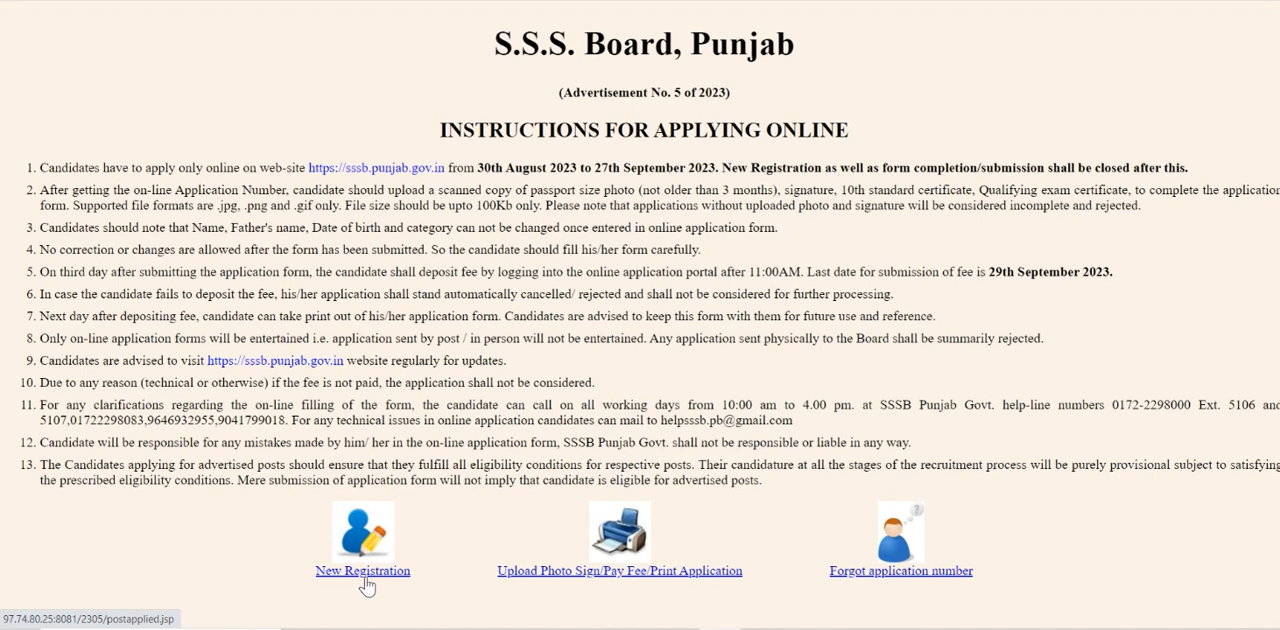 S.S.S. Board, Punjab
(Advertisement No. 5 of 2023)
INSTRUCTIONS FOR APPLYING ONLINE
1. Candidates have to apply only online on web-site https://sssb.punjab.gov.in from 30th August 2023 to 27th September 2023. New Registration as well as form completion/submission shall be closed after this.
2. After getting the on-line Application Number, candidate should upload a scanned copy of passport size photo (not older than 3 months), signature, 10th standard certificate, Qualifying exam certificate, to complete the application
form. Supported file formats are .jpg, .png and .gif only. File size should be upto 100Kb only. Please note that applications without uploaded photo and signature will be considered incomplete and rejected.
3. Candidates should note that Name, Father's name, Date of birth and category can not be changed once entered in online application form.
4. No correction or changes are allowed after the form has been submitted. So the candidate should fill his/her form carefully.
5. On third day after submitting the application form, the candidate shall deposit fee by logging into the online application portal after 11:00AM. Last date for submission of fee is 29th September 2023.
6. In case the candidate fails to deposit the fee, his/her application shall stand automatically cancelled/ rejected and shall not be considered for further processing.
7. Next day after depositing fee, candidate can take print out of his/her application form. Candidates are advised to keep this form with them for future use and reference.
8. Only on-line application forms will be entertained i.e. application sent by post / in person will not be entertained. Any application sent physically to the Board shall be summarily rejected.
9. Candidates are advised to visit https://sssb.punjab.gov.in website regularly for updates.
10. Due to any reason (technical or otherwise) if the fee is not paid, the application shall not be considered.
11. For any clarifications regarding the on-line filling of the form, the candidate can call on all working days from 10:00 am to 4.00 pm. at SSSB Punjab Govt. help-line numbers 0172-2298000 Ext. 5106 and
5107,01722298083,9646932955,9041799018. For any technical issues in online application candidates can mail to helpsssb.pb@gmail.com
12. Candidate will be responsible for any mistakes made by him/ her in the on-line application form, SSSB Punjab Govt. shall not be responsible or liable in any way.
13. The Candidates applying for advertised posts should ensure that they fulfill all eligibility conditions for respective posts. Their candidature at all the stages of the recruitment process will be purely provisional subject to satisfying
the prescribed eligibility conditions. Mere submission of application form will not imply that candidate is eligible for advertised posts.
New Registration Upload Photo Sign/Pay Fee/Print Application Forgot application number
97.74.80.25:8081/2305/postapplied.jsp